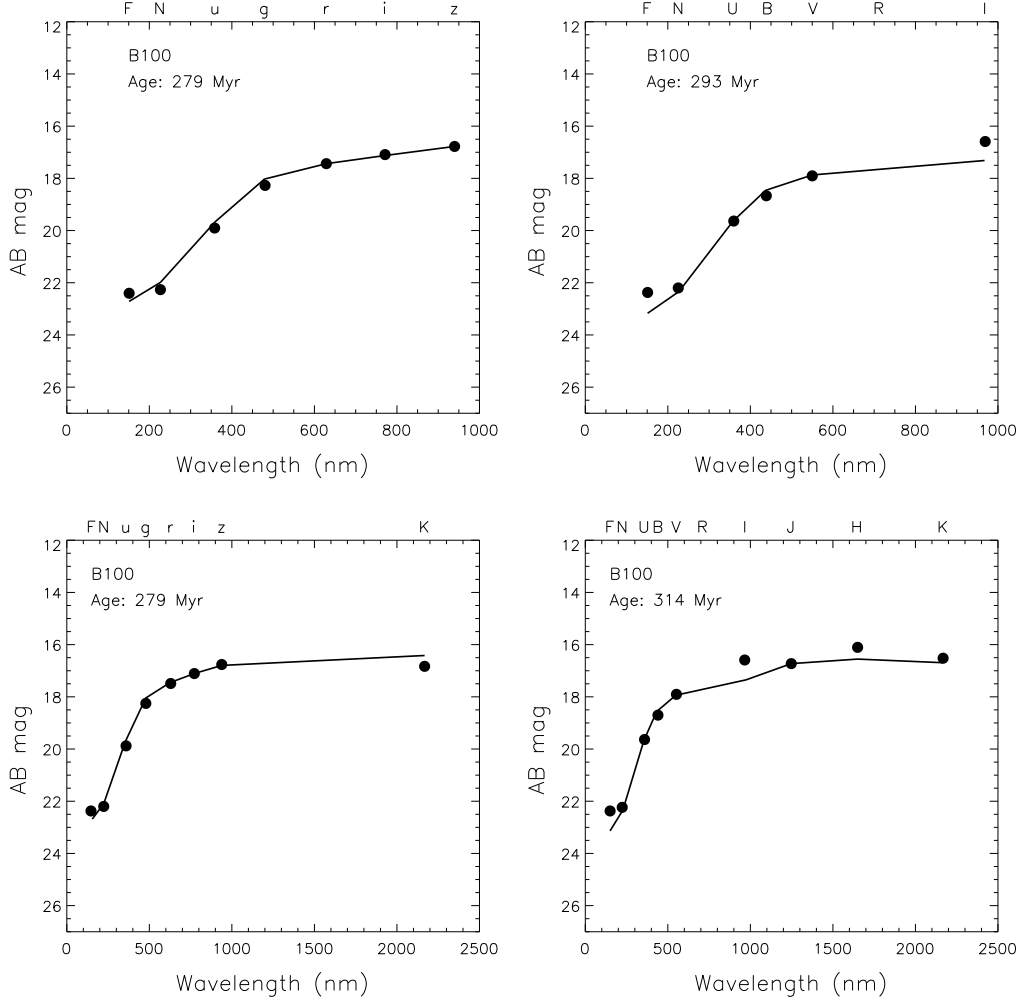 F N u g r i z
12
14
16
18
20
22
24
26
B100
Age: 279 Myr
AB mag
0 200 400 600 800 1000
Wavelength (nm)
F N U B V R I
12
14
16
18
20
22
24
26
B100
Age: 293 Myr
AB mag
0 200 400 600 800 1000
Wavelength (nm)
F N u g r i z K
12
14
16
18
20
22
24
26
B100
Age: 279 Myr
AB mag
0 500 1000 1500 2000 2500
Wavelength (nm)
F N U B V R I J H K
12
14
16
18
20
22
24
26
B100
Age: 314 Myr
AB mag
0 500 1000 1500 2000 2500
Wavelength (nm)